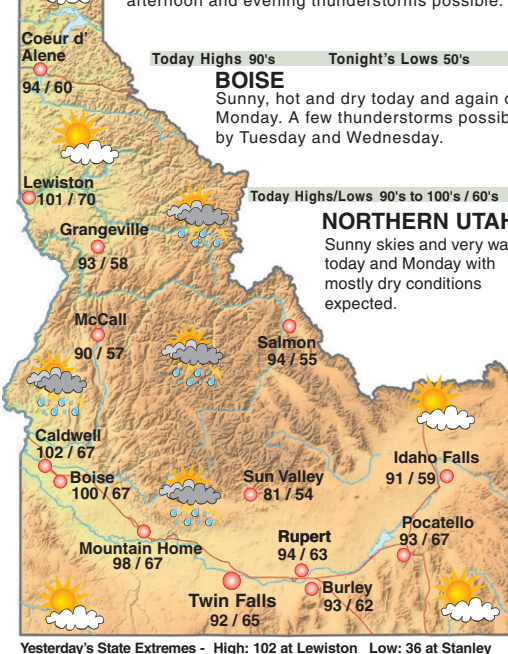 afternoon and evening thunderstorms possible.
Coeur d'
Alene
94 / 60
Today Highs 90's Tonight's Lows 50's
BOISE
Sunny, hot and dry today and again
Monday. A few thunderstorms
by Tuesday and Wednesday.
Lewiston
101 / 70
Today Highs/Lows 90's to 100's / 60's
Grangeville
93 / 58
NORTHERN UTAH
Sunny skies and very
today and Monday with
mostly dry conditions
expected.
McCall
90 / 57
Salmon
94 / 55
Caldwell
102 / 67
Boise
100 / 67
Sun Valley
81 / 54
Idaho Falls
91 / 59
Mountain Home
98 / 67
Rupert
94 / 63
Pocatello
93 / 67
Twin Falls
92 / 65
Burley
93 / 62
Yesterday's State Extremes - High: 102 at Lewiston Low: 36 at Stanley